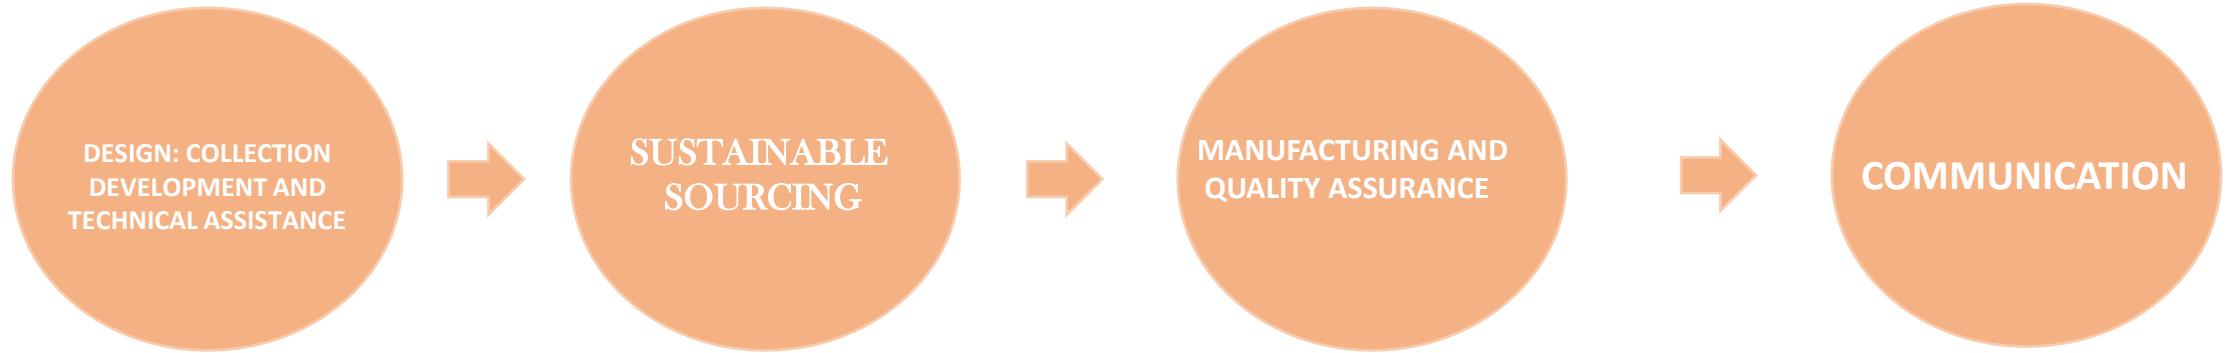 DESIGN: COLLECTION
DEVELOPMENT AND
TECHNICAL ASSISTANCE
SUSTAINABLE
SOURCING
MANUFACTURING AND
QUALITY ASSURANCE
COMMUNICATION